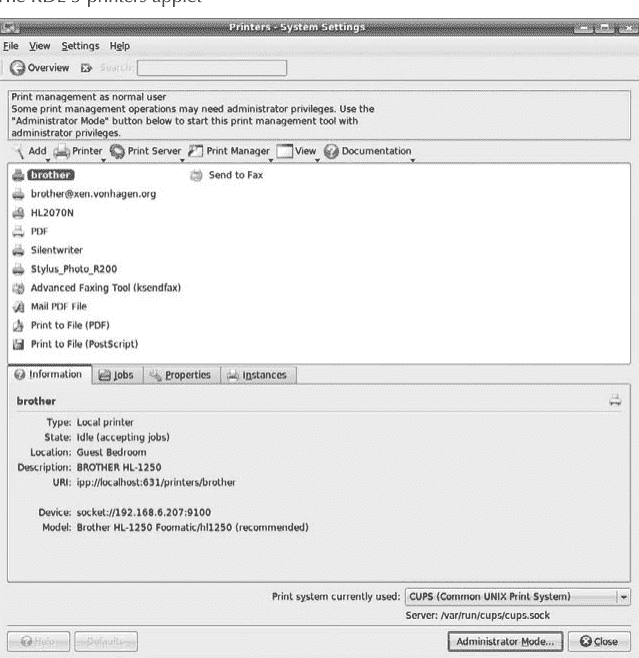 Printers - System Settings
File View Settings Help
Overview Search:
Print management as normal user
Some print management operations may need administrator privileges. Use the
"Administrator Mode" button below to start this print management tool with
administrator privileges.
Add Printer Print Server Print Manager View Documentation
brother Send to Fax
brother@xen.vonhagen.org
HL2070N
PDF
Silentwriter
Stylus_Photo_R200
Advanced Faxing Tool (ksendfax)
Mail PDF File
Print to File (PDF)
Print to File (PostScript)
Information Jobs Properties Instances
brother
Type: Local printer
State: Idle (accepting jobs)
Location: Guest Bedroom
Description: BROTHER HL-1250
URI: ipp://localhost:631/printers/brother
Device: socket://192.168.6.207:9100
Model: Brother HL-1250 Foomatic/hl1250 (recommended)
Print system currently used: CUPS (Common UNIX Print System)
Server: /var/run/cups/cups.sock
Help Defaults Administrator Mode... Close